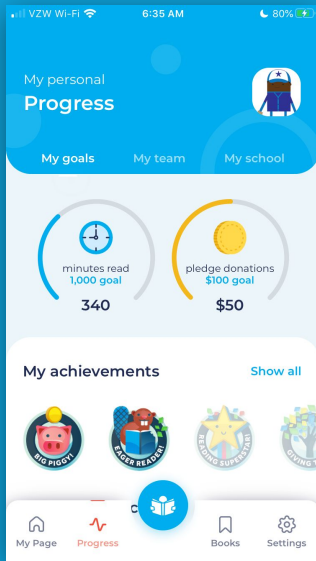 VZW Wi-Fi 6:35 AM 80%
My personal
Progress
My goals My team My school
minutes read
1,000 goal
340
pledge donations
$100 goal
$50
My achievements Show all
BIG PIGGY!
EAGER READER!
READING SUPERSTAR!
GIVING
My Page Progress Books Settings